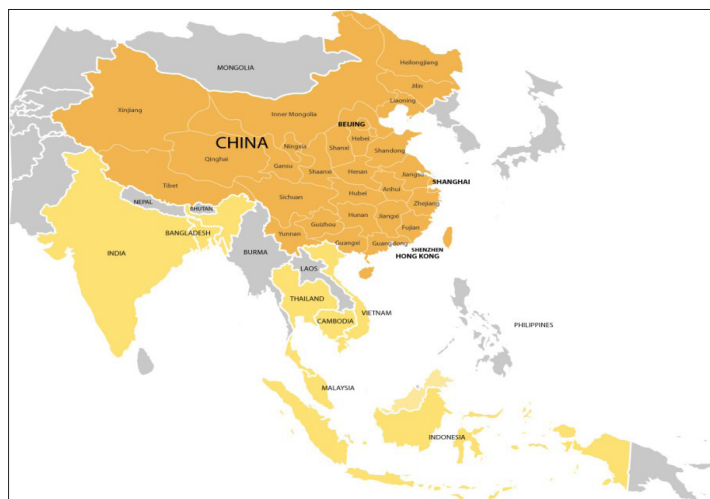 MONGOLIA
Heilongjiang
Jilin
Liaoning
Xinjiang
Inner Mongolia
BEIJING
Hebei
CHINA
Ningxia
Shanxi
Shandong
Qinghai
Gansu
Shaanxi
Henan
Jiangsu
SHANGHAI
Tibet
Sichuan
Hubei
Anhui
NEPAL
BHUTAN
Zhejiang
Hunan
Jiangxi
Guizhou
Fujian
BANGLADESH
Yunnan
Guangxi
Guangdong
SHENZHEN
HONG KONG
INDIA
BURMA
LAOS
THAILAND
VIETNAM
CAMBODIA
PHILIPPINES
MALAYSIA
INDONESIA